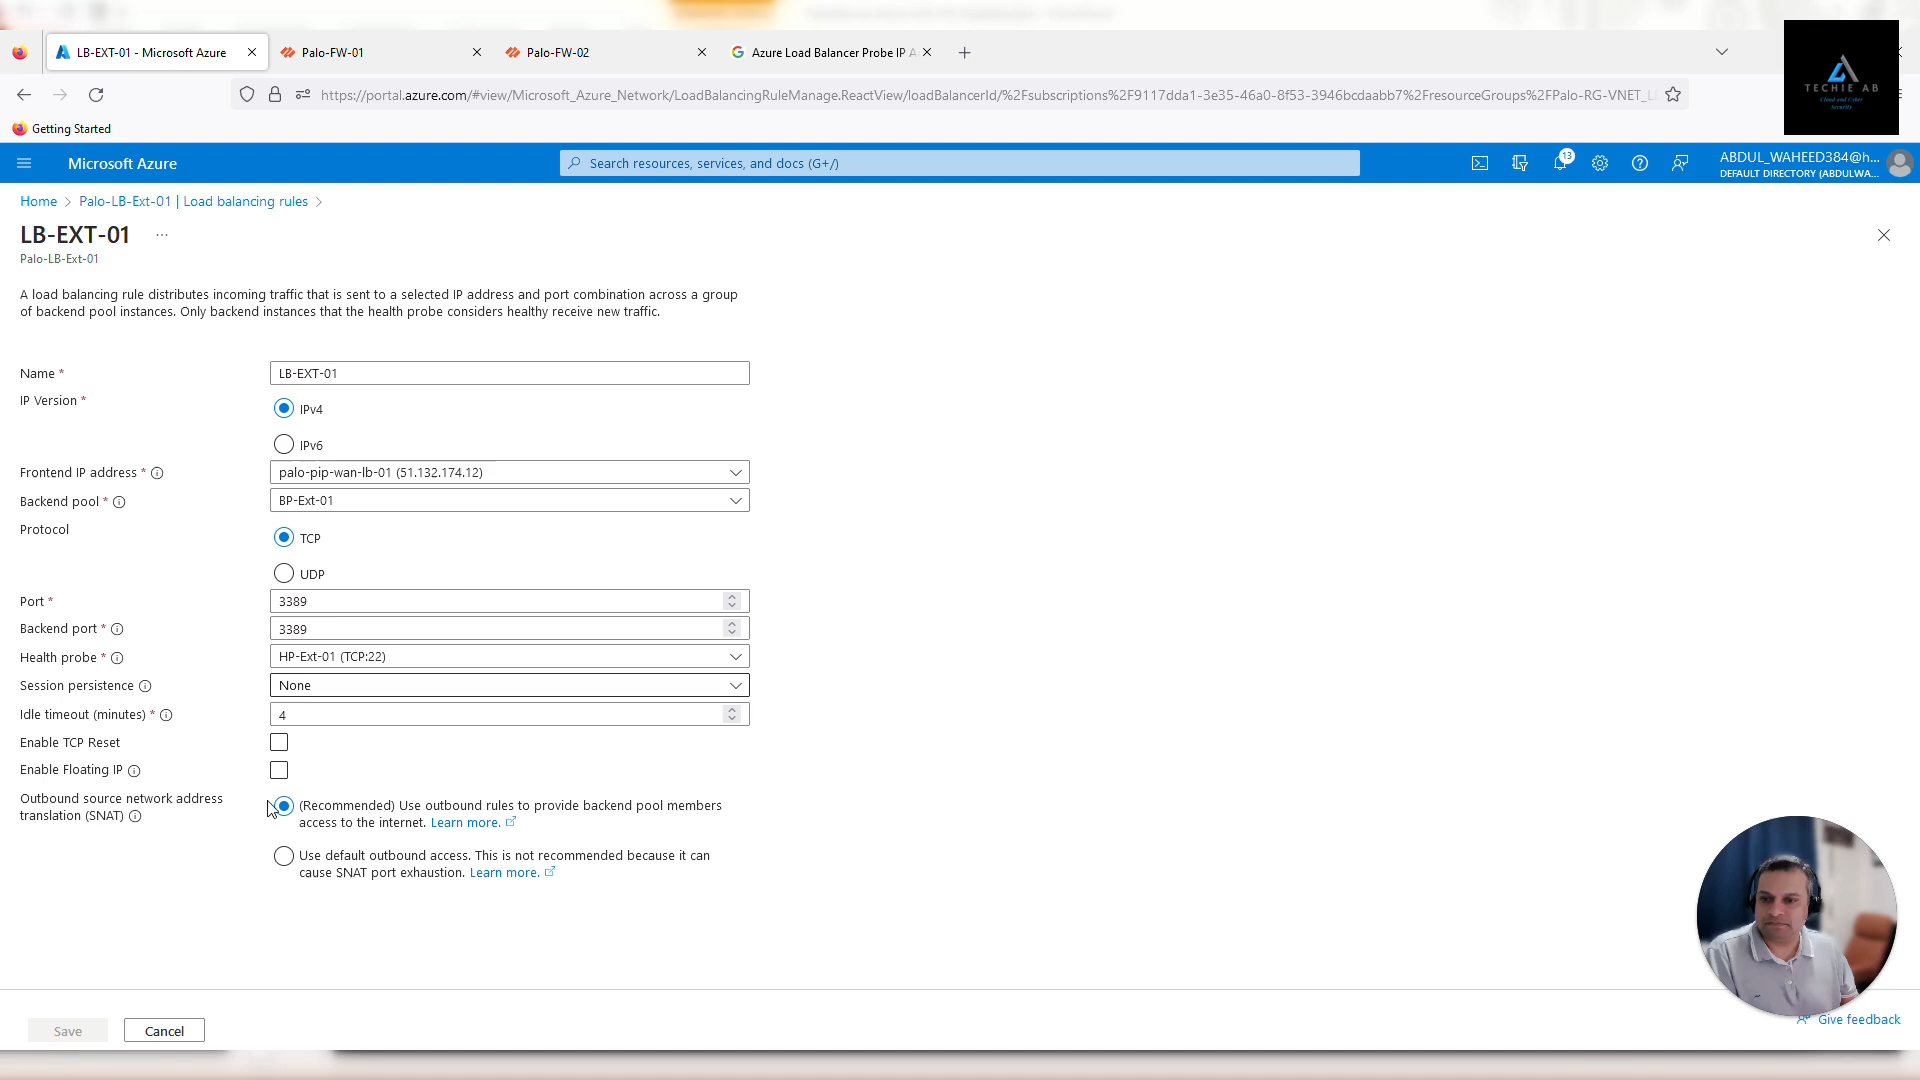 LB-EXT-01 - Microsoft Azure
Palo-FW-01
Palo-FW-02
Azure Load Balancer Probe IP A
https://portal.azure.com/#view/Microsoft_Azure_Network/LoadBalancingRuleManage.ReactView/loadBalancerId/%2Fsubscriptions%2F9117dda1-3e35-46a0-8f53-3946bcdaabb7%2FresourceGroups%2FPalo-RG-VNET_L
TECHIE AB
Cloud and Cyber
Security
Getting Started
Microsoft Azure
Search resources, services, and docs (G+/)
13
ABDUL_WAHEED384@h...
DEFAULT DIRECTORY (ABDULWA...
Home > Palo-LB-Ext-01 | Load balancing rules >
LB-EXT-01 ...
Palo-LB-Ext-01
A load balancing rule distributes incoming traffic that is sent to a selected IP address and port combination across a group
of backend pool instances. Only backend instances that the health probe considers healthy receive new traffic.
Name * LB-EXT-01
IP Version * IPv4
IPv6
Frontend IP address * palo-pip-wan-lb-01 (51.132.174.12)
Backend pool * BP-Ext-01
Protocol TCP
UDP
Port * 3389
Backend port * 3389
Health probe * HP-Ext-01 (TCP:22)
Session persistence None
Idle timeout (minutes) * 4
Enable TCP Reset
Enable Floating IP
Outbound source network address
translation (SNAT)
(Recommended) Use outbound rules to provide backend pool members
access to the internet. Learn more.
Use default outbound access. This is not recommended because it can
cause SNAT port exhaustion. Learn more.
Save Cancel
Give feedback